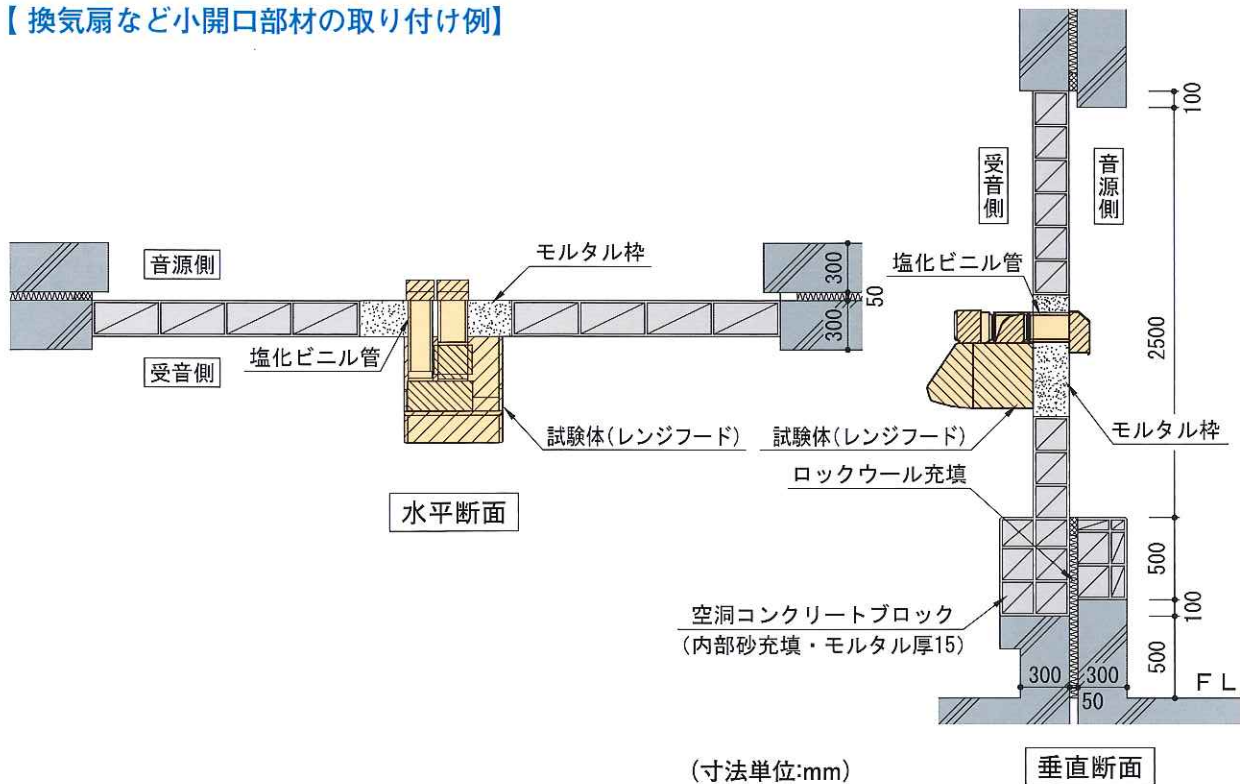 【換気扇など小開口部材の取り付け例】
音源側
受音側
モルタル枠
塩化ビニル管
試験体(レンジフード)
300
50
300
水平断面
受音側
音源側
塩化ビニル管
試験体(レンジフード)
モルタル枠
ロックウール充填
空洞コンクリートブロック
(内部砂充填・モルタル厚15)
100
2500
500
100
500
300
300
50
FL
(寸法単位:mm)
垂直断面